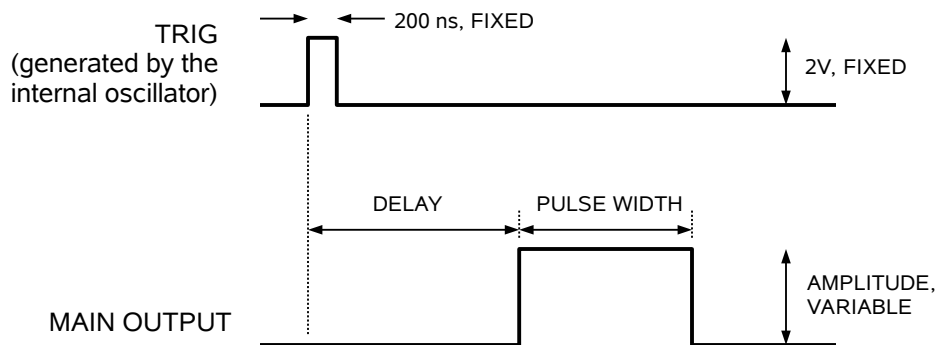 200 ns, FIXED
TRIG
(generated by the
internal oscillator)
2V, FIXED
DELAY
PULSE WIDTH
AMPLITUDE,
VARIABLE
MAIN OUTPUT